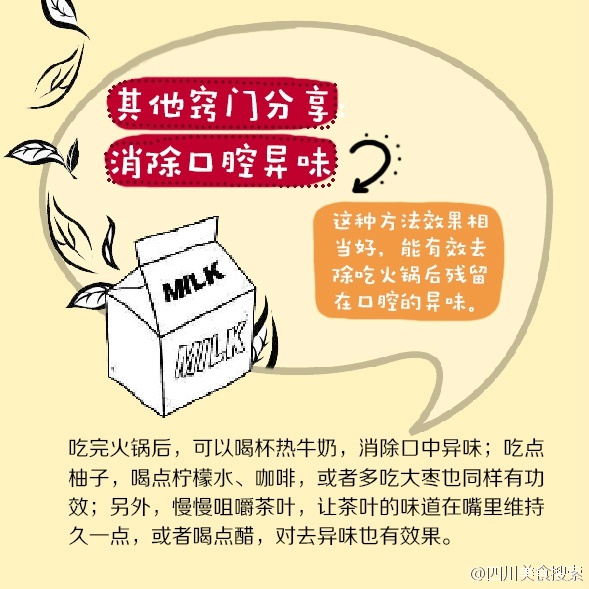 其他窍门分享
消除口腔异味
这种方法效果相
当好，能有效去
除吃火锅后残留
在口腔的异味。
MILK
MILK
吃完火锅后，可以喝杯热牛奶，消除口中异味；吃点
柚子，喝点柠檬水、咖啡，或者多吃大枣也同样有功
效；另外，慢慢咀嚼茶叶，让茶叶的味道在嘴里维持
久一点，或者喝点醋，对去异味也有效果。
@四川美食搜索